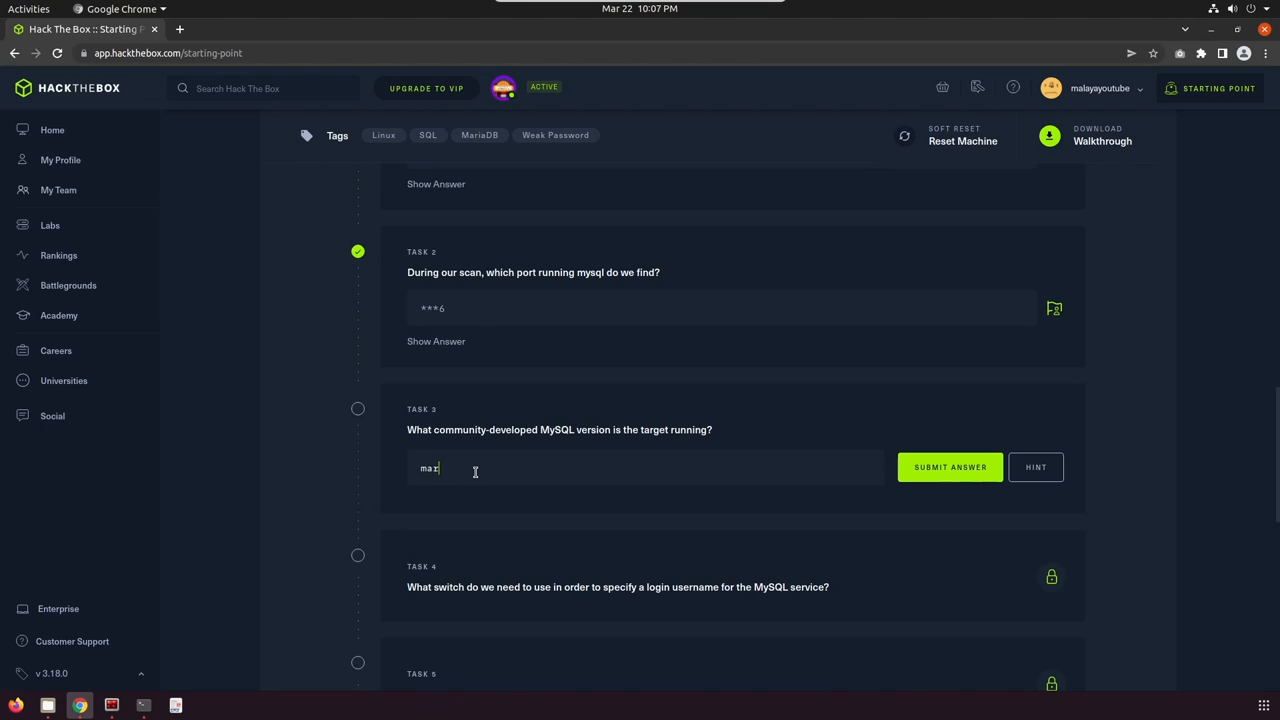 Activities
Google Chrome
Mar 22 10:07 PM
Hack The Box :: Starting P
app.hackthebox.com/starting-point
HACKTHEBOX
Search Hack The Box
UPGRADE TO VIP
ACTIVE
malayayoutube
STARTING POINT
Home
My Profile
My Team
Labs
Rankings
Battlegrounds
Academy
Careers
Universities
Social
Enterprise
Customer Support
v 3.18.0
Tags
Linux
SQL
MariaDB
Weak Password
SOFT RESET
Reset Machine
DOWNLOAD
Walkthrough
Show Answer
TASK 2
During our scan, which port running mysql do we find?
***6
Show Answer
TASK 3
What community-developed MySQL version is the target running?
mar
SUBMIT ANSWER
HINT
TASK 4
What switch do we need to use in order to specify a login username for the MySQL service?
TASK 5